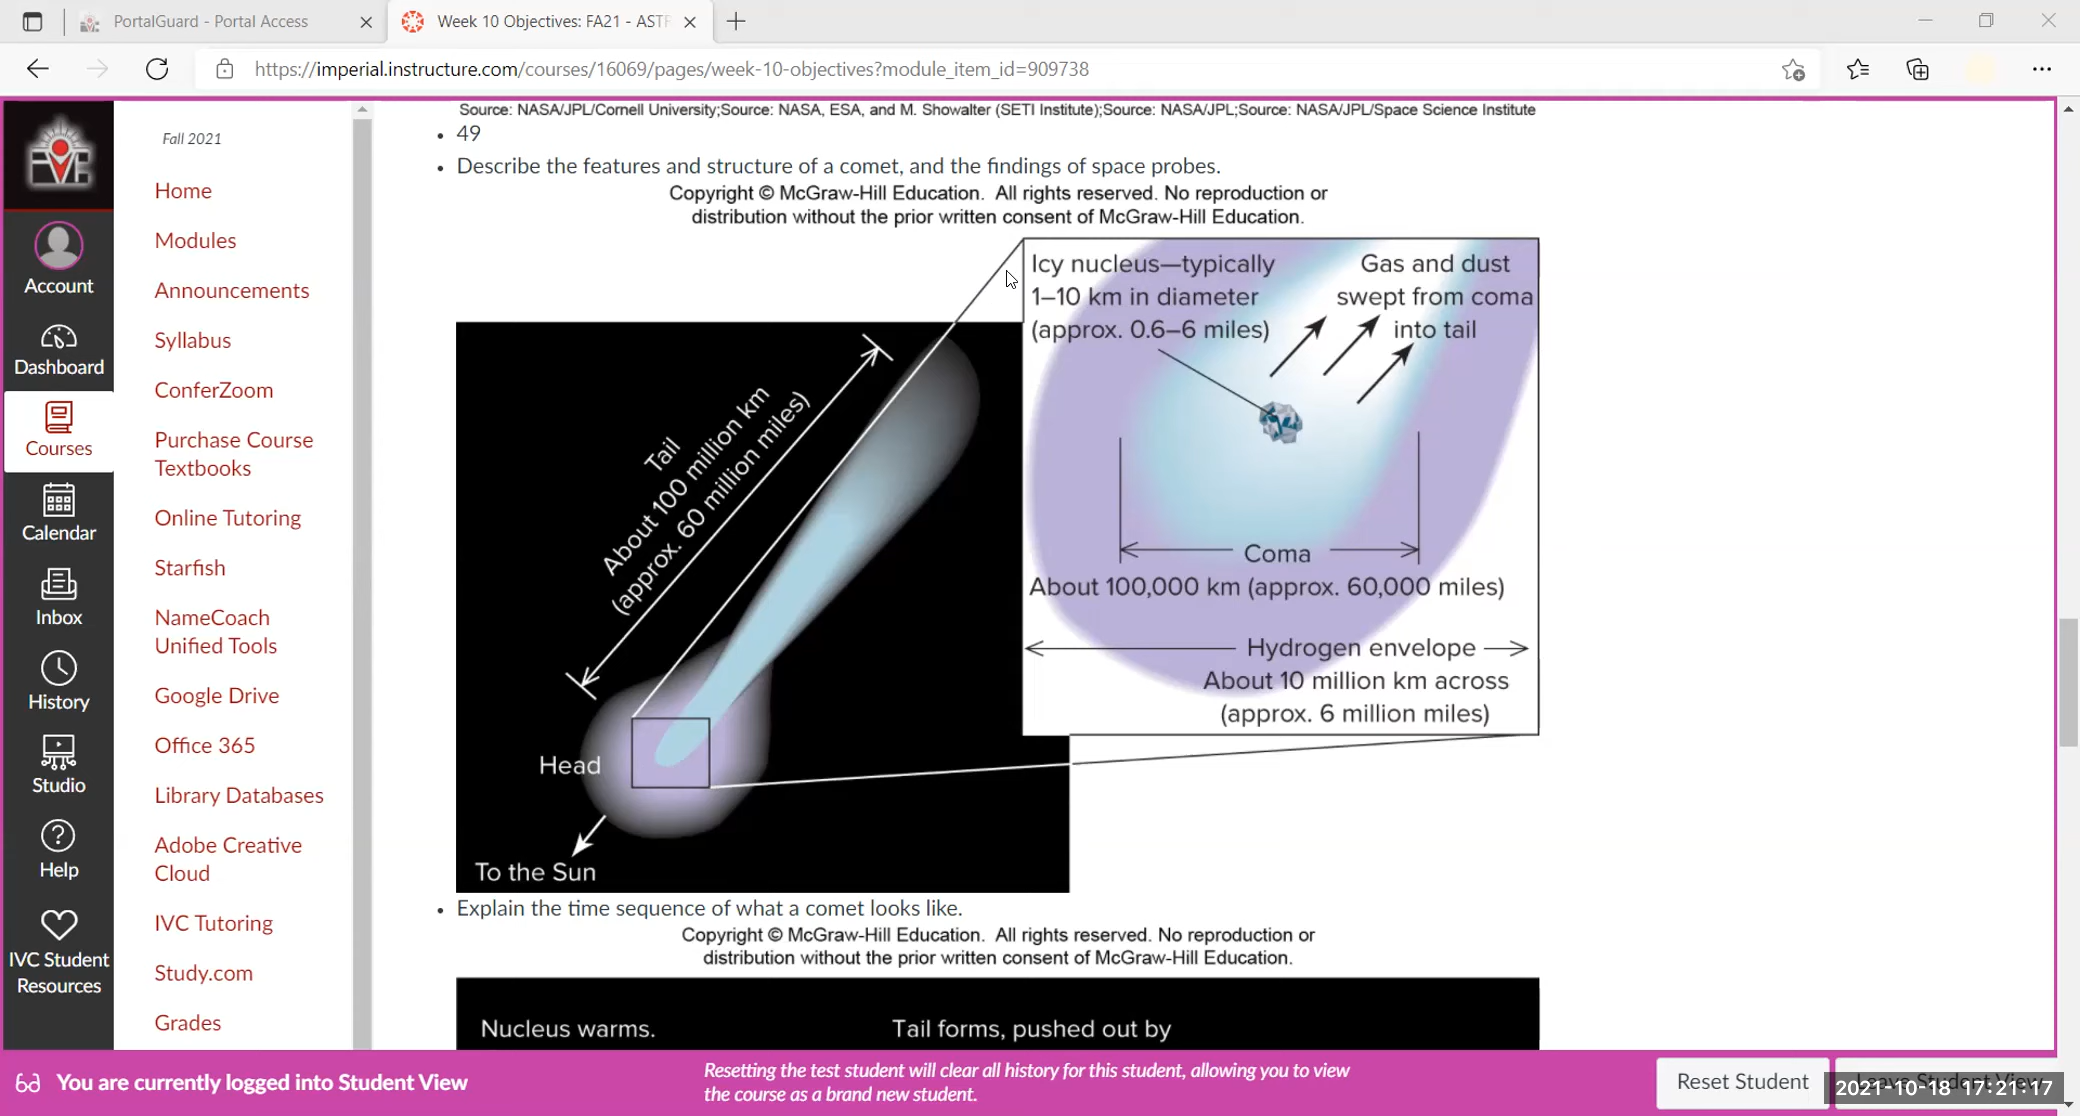 PortalGuard - Portal Access
Week 10 Objectives: FA21 - AST
https://imperial.instructure.com/courses/16069/pages/week-10-objectives?module_item_id=909738
Account
Dashboard
Courses
Calendar
Inbox
History
Studio
Help
IVC Student
Resources
Fall 2021
Home
Modules
Announcements
Syllabus
ConferZoom
Purchase Course
Textbooks
Online Tutoring
Starfish
NameCoach
Unified Tools
Google Drive
Office 365
Library Databases
Adobe Creative
Cloud
IVC Tutoring
Study.com
Grades
Source: NASA/JPL/Cornell University;Source: NASA, ESA, and M. Showalter (SETI Institute);Source: NASA/JPL;Source: NASA/JPL/Space Science Institute
• 49
• Describe the features and structure of a comet, and the findings of space probes.
Copyright © McGraw-Hill Education. All rights reserved. No reproduction or
distribution without the prior written consent of McGraw-Hill Education.
Tail
About 100 million km
(approx. 60 million miles)
Head
To the Sun
Icy nucleus—typically
1–10 km in diameter
(approx. 0.6–6 miles)
Gas and dust
swept from coma
into tail
Coma
About 100,000 km (approx. 60,000 miles)
Hydrogen envelope
About 10 million km across
(approx. 6 million miles)
• Explain the time sequence of what a comet looks like.
Copyright © McGraw-Hill Education. All rights reserved. No reproduction or
distribution without the prior written consent of McGraw-Hill Education.
Nucleus warms.
Tail forms, pushed out by
You are currently logged into Student View
Resetting the test student will clear all history for this student, allowing you to view
the course as a brand new student.
Reset Student
Leave Student View
2021-10-18 17:21:17